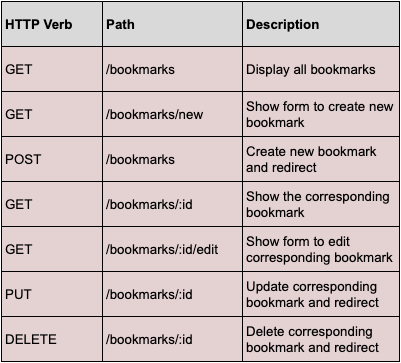 HTTP Verb Path Description
GET /bookmarks Display all bookmarks
GET /bookmarks/new Show form to create new
bookmark
POST /bookmarks Create new bookmark
and redirect
GET /bookmarks/:id Show the corresponding
bookmark
GET /bookmarks/:id/edit Show form to edit
corresponding bookmark
PUT /bookmarks/:id Update corresponding
bookmark and redirect
DELETE /bookmarks/:id Delete corresponding
bookmark and redirect